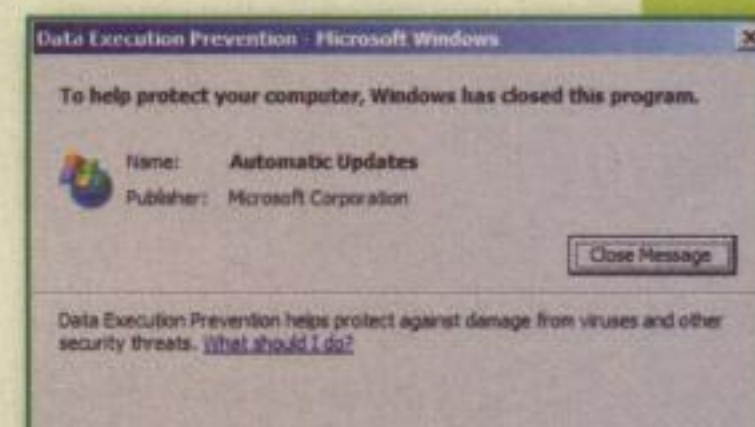 Data Execution Prevention - Microsoft Windows
To help protect your computer, Windows has closed this program.
Name: Automatic Updates
Publisher: Microsoft Corporation
Close Message
Data Execution Prevention helps protect against damage from viruses and other
security threats. What should I do?